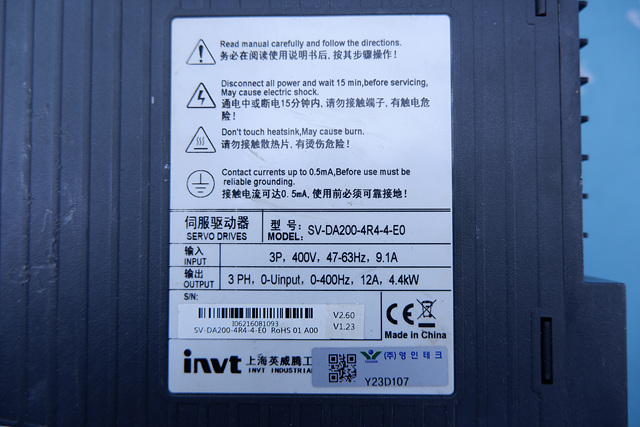 Read manual carefully and follow the directions.
务必在阅读使用说明书后, 按其步骤操作!
Disconnect all power and wait 15 min,before servicing,
May cause electric shock.
通电中或断电15分钟内, 请勿接触端子, 有触电危
险!
Don't touch heatsink,May cause burn.
请勿接触散热片, 有烫伤危险!
Contact currents up to 0.5mA,Before use must be
reliable grounding.
接触电流可达0.5mA, 使用前必须可靠接地!
伺服驱动器
SERVO DRIVES
型 号:
MODEL: SV-DA200-4R4-4-E0
输入
INPUT
3P, 400V, 47-63Hz, 9.1A
输出
OUTPUT
3 PH, 0-Uinput, 0-400Hz, 12A, 4.4kW
S/N:
I06216081093
SV-DA200-4R4-4-E0 RoHS 01 A00
V2.60
V1.23
CE
Made in China
invt 上海英威腾工
INVT INDUSTRIA
(주)명인테크
Y23D107